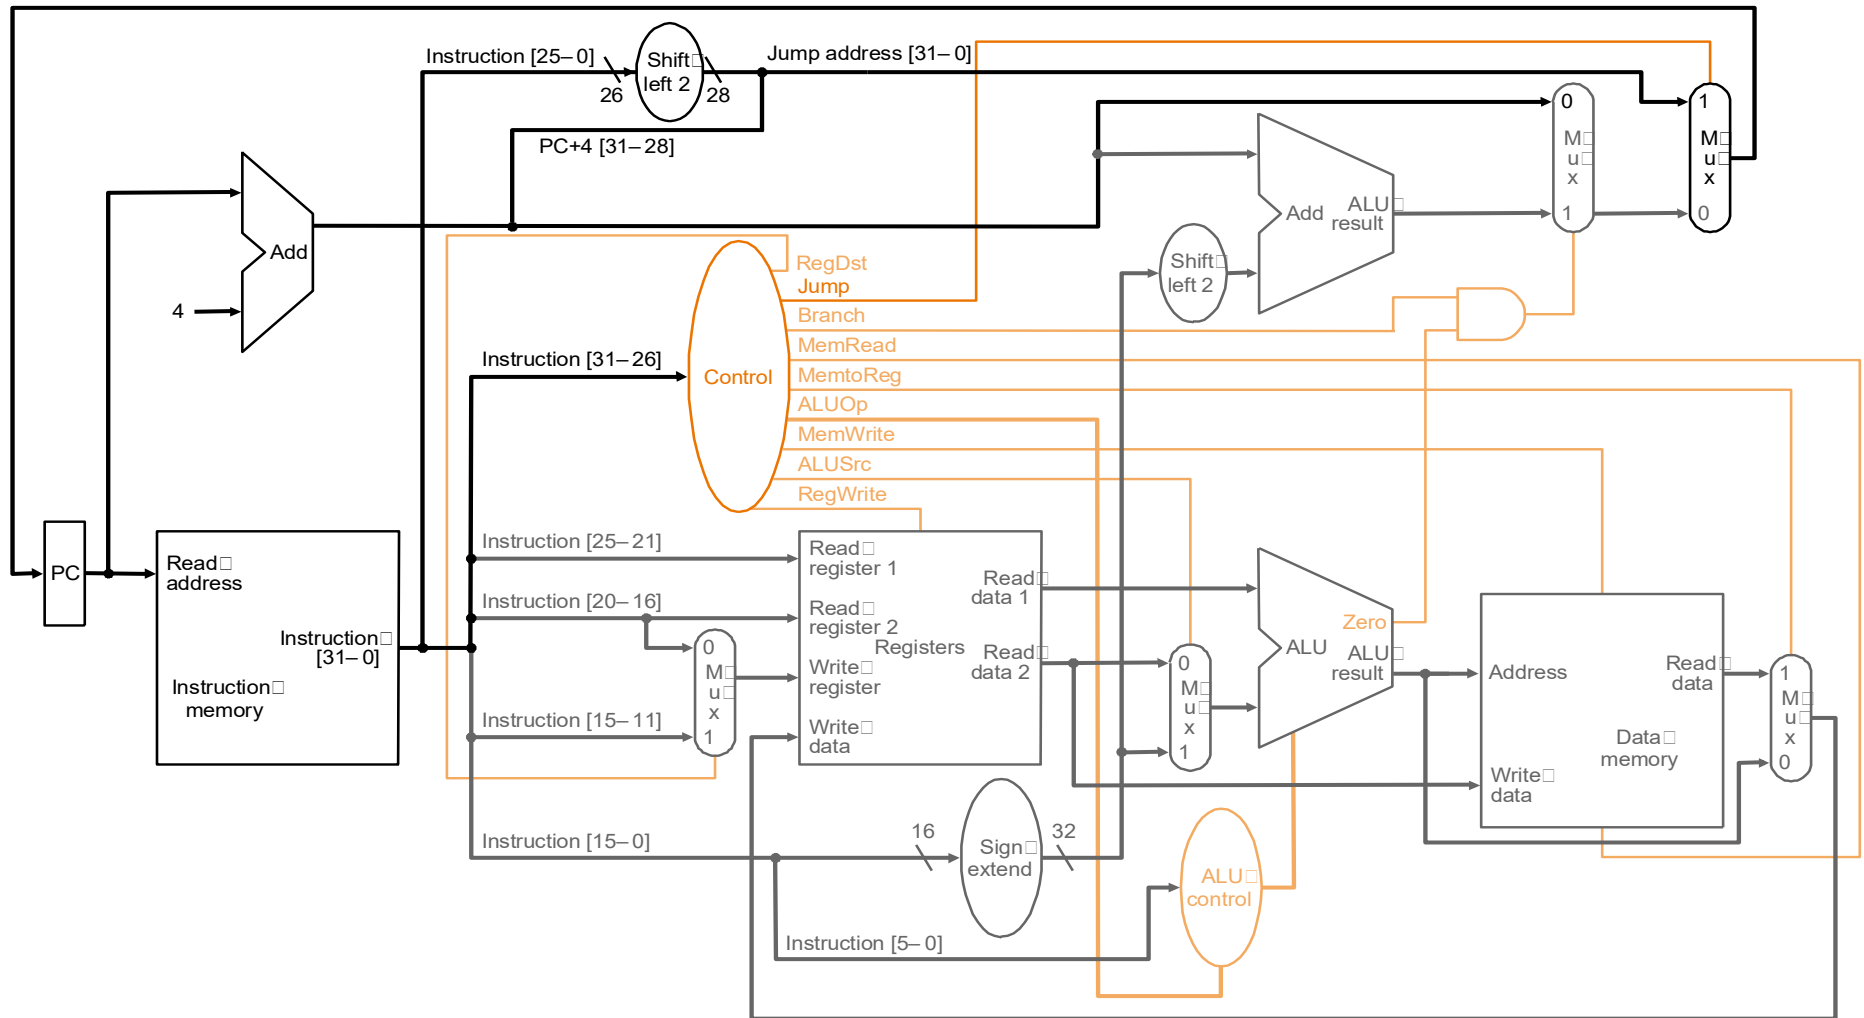 Instruction [25–0]
Shift
left 2
26
28
Jump address [31–0]
PC+4 [31–28]
0
M
u
x
1
1
M
u
x
0
Add
4
Add
ALU
result
Shift
left 2
RegDst
Jump
Branch
MemRead
MemtoReg
ALUOp
MemWrite
ALUSrc
RegWrite
Instruction [31–26]
Control
PC
Read
address
Instruction
[31–0]
Instruction
memory
Instruction [25–21]
Instruction [20–16]
Instruction [15–11]
0
M
u
x
1
Read
register 1
Read
register 2
Registers
Write
register
Write
data
Read
data 1
Read
data 2
0
M
u
x
1
Zero
ALU
ALU
result
Address
Read
data
Data
memory
Write
data
1
M
u
x
0
Instruction [15–0]
16
Sign
extend
32
ALU
control
Instruction [5–0]